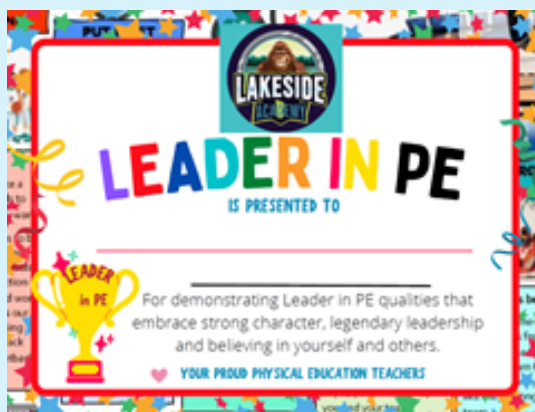 LAKESIDE
ACADEMY
LEADER IN PE
IS PRESENTED TO
LEADER
in PE
For demonstrating Leader in PE qualities that
embrace strong character, legendary leadership
and believing in yourself and others.
YOUR PROUD PHYSICAL EDUCATION TEACHERS